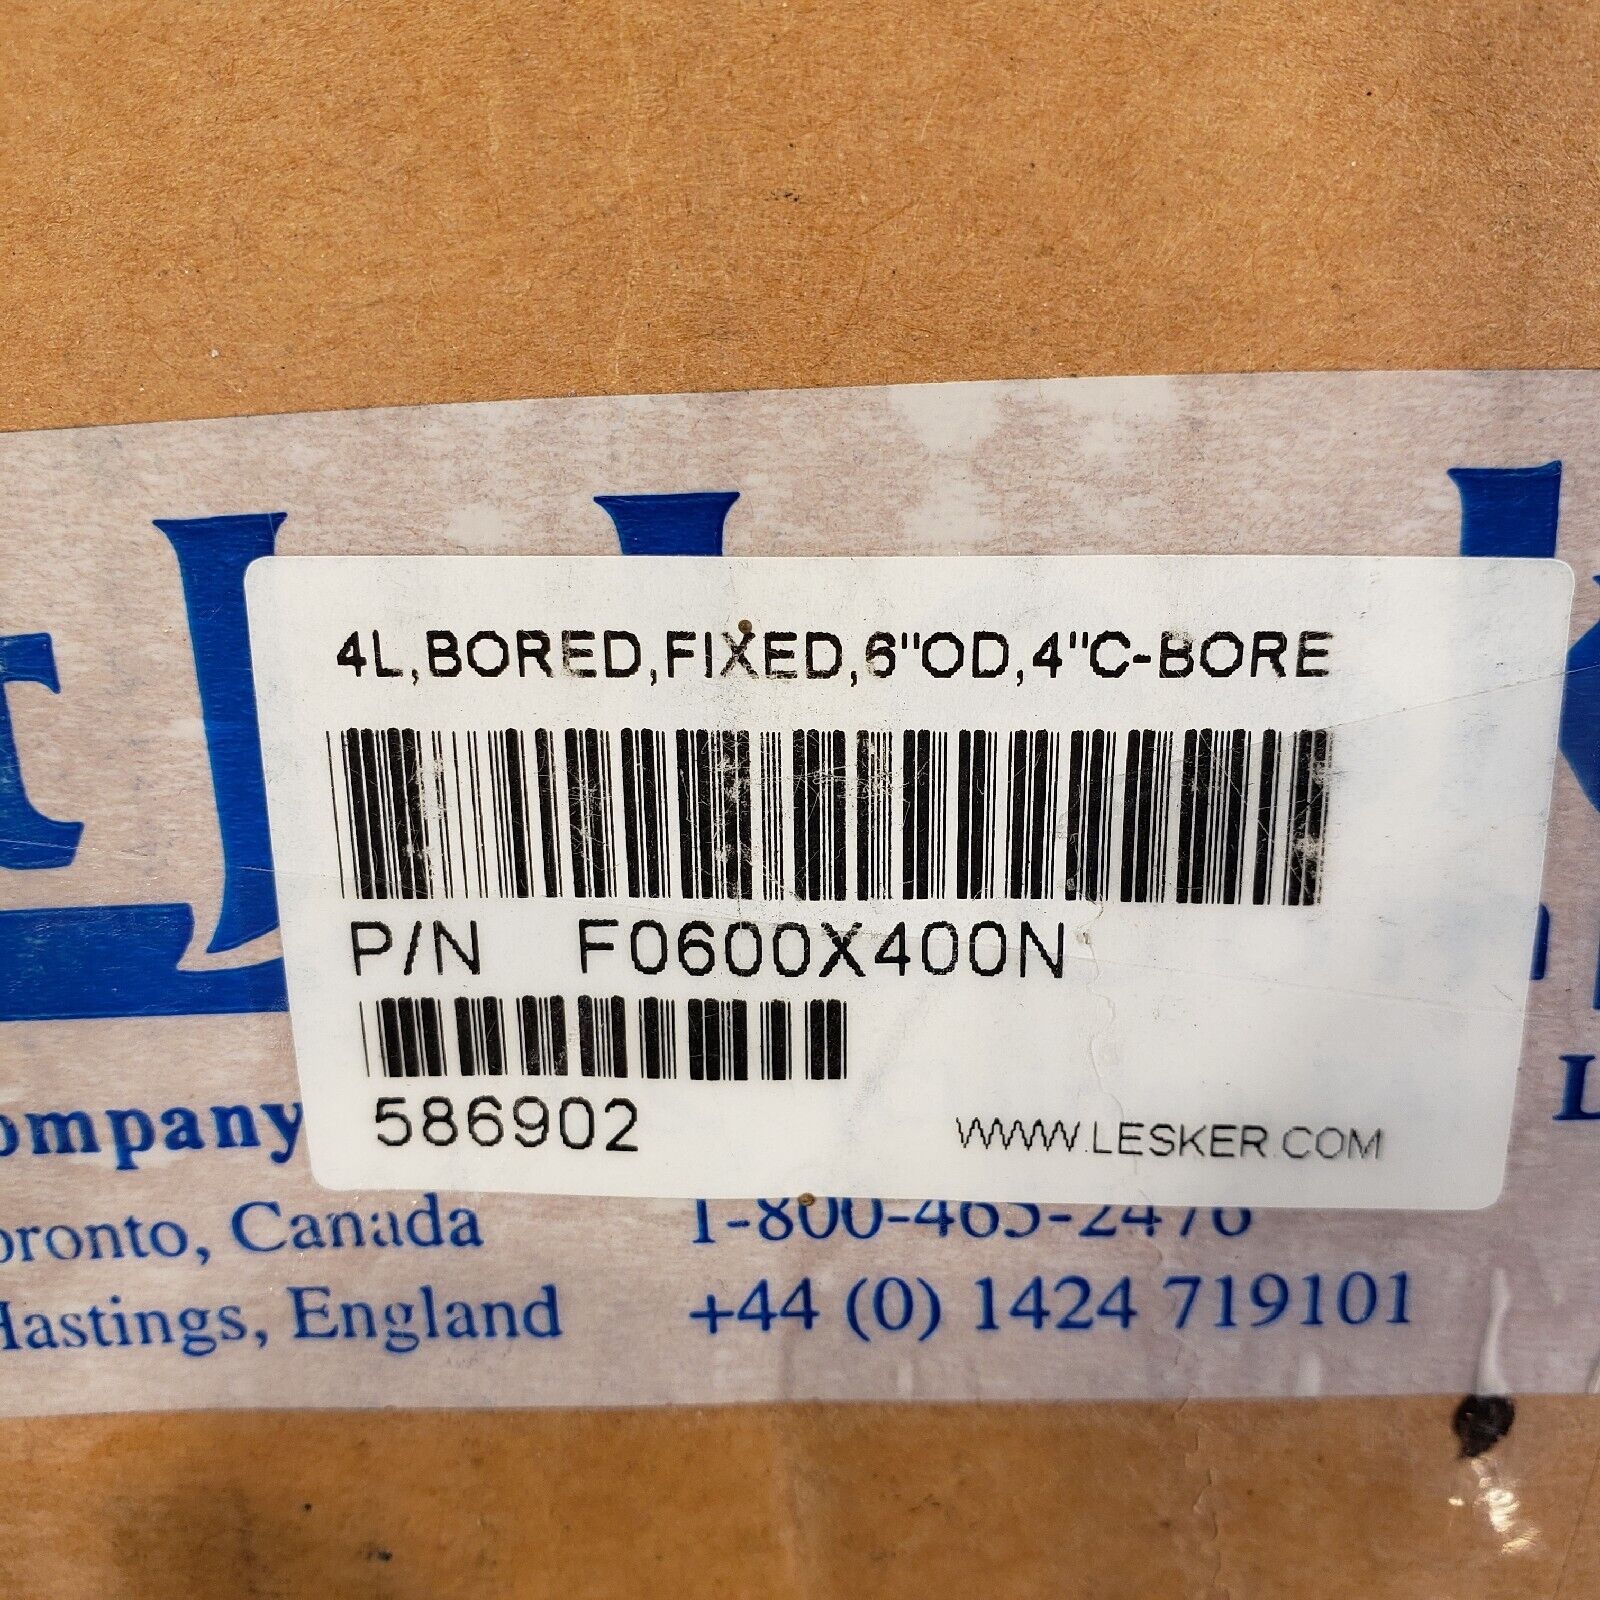 4L,BORED,FIXED,6"OD,4"C-BORE
P/N F0600X400N
586902
WWW.LESKER.COM
ompany
oronto, Canada 1-800-465-2476
Hastings, England +44 (0) 1424 719101